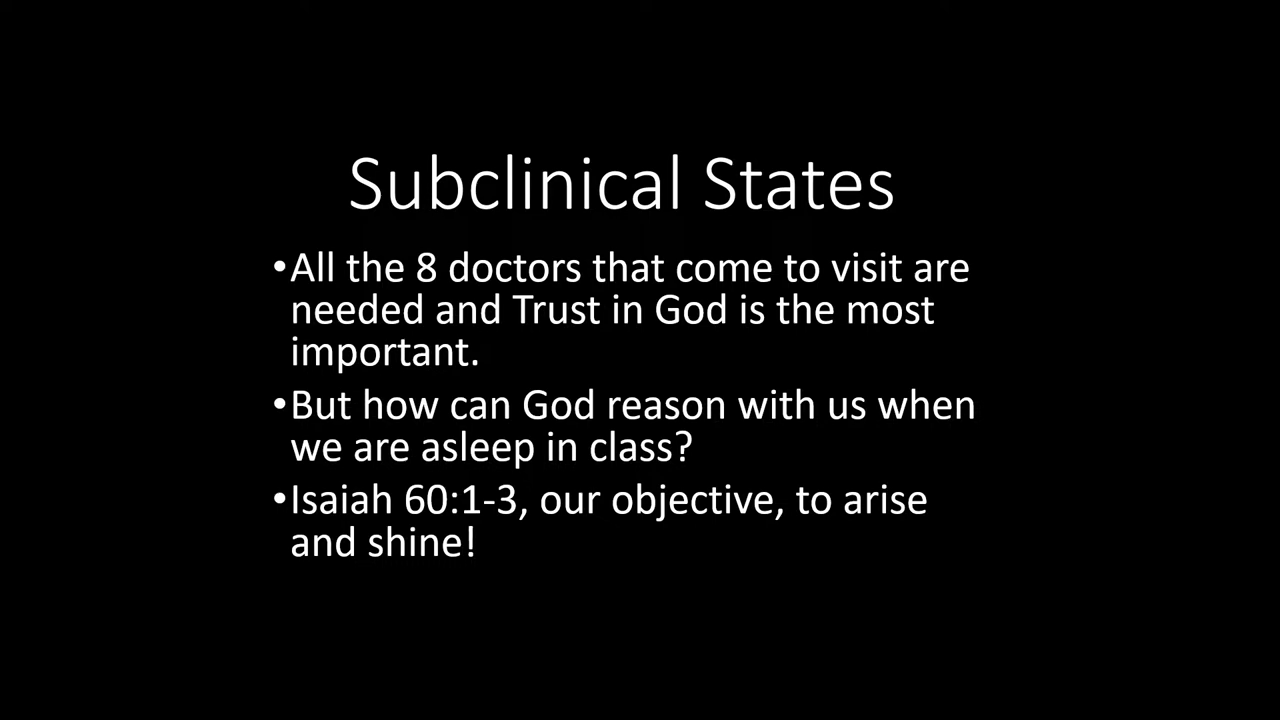 Subclinical States
•All the 8 doctors that come to visit are
needed and Trust in God is the most
important.
•But how can God reason with us when
we are asleep in class?
•Isaiah 60:1-3, our objective, to arise
and shine!